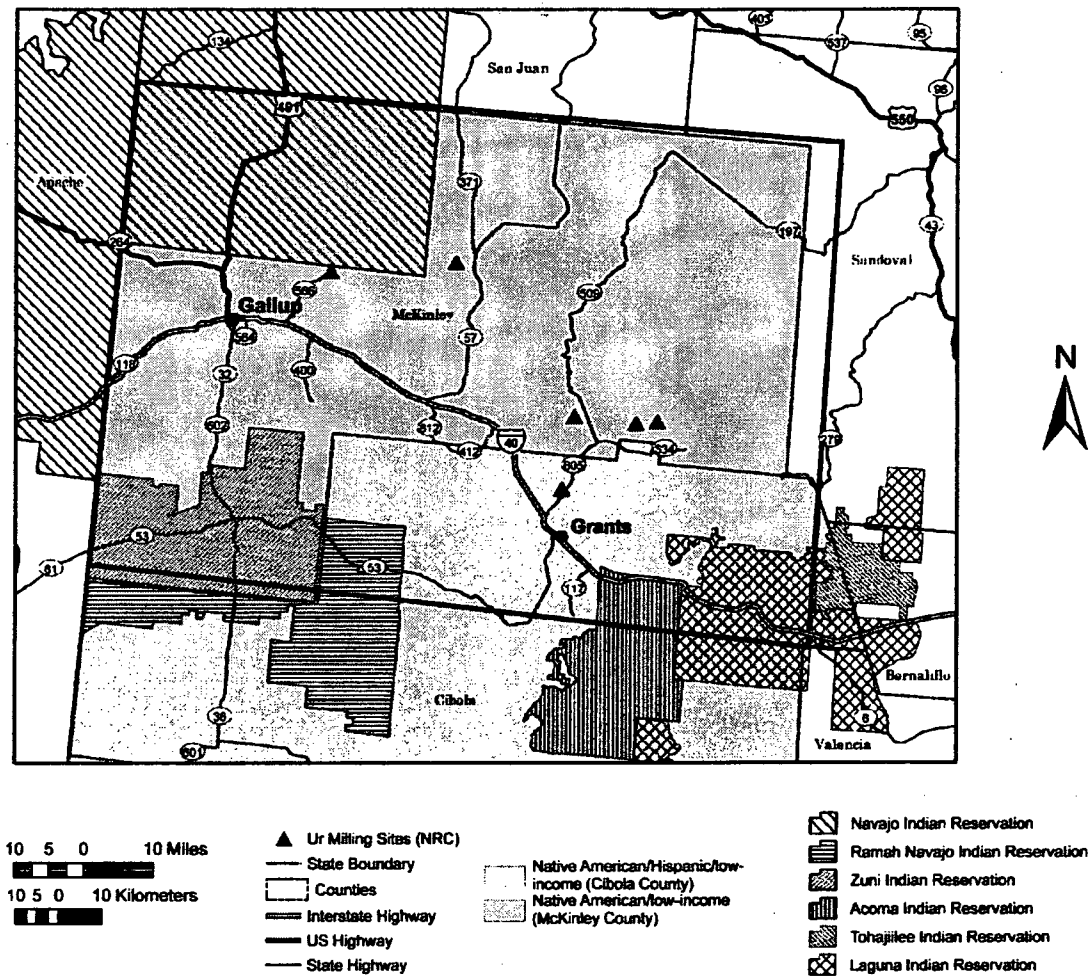 134
San Juan
403
537
95
96
550
491
Apache
371
264
197
43
Sandoval
566
Gallup
McKinley
509
564
57
118
32
400
602
612
412
40
334
279
605
53
Grants
53
61
117
Cibola
Bernalillo
36
6
601
Valencia
N
10 5 0 10 Miles
10 5 0 10 Kilometers
Ur Milling Sites (NRC)
State Boundary
Counties
Interstate Highway
US Highway
State Highway
Native American/Hispanic/low-
income (Cibola County)
Native American/low-income
(McKinley County)
Navajo Indian Reservation
Ramah Navajo Indian Reservation
Zuni Indian Reservation
Acoma Indian Reservation
Tohajiilee Indian Reservation
Laguna Indian Reservation